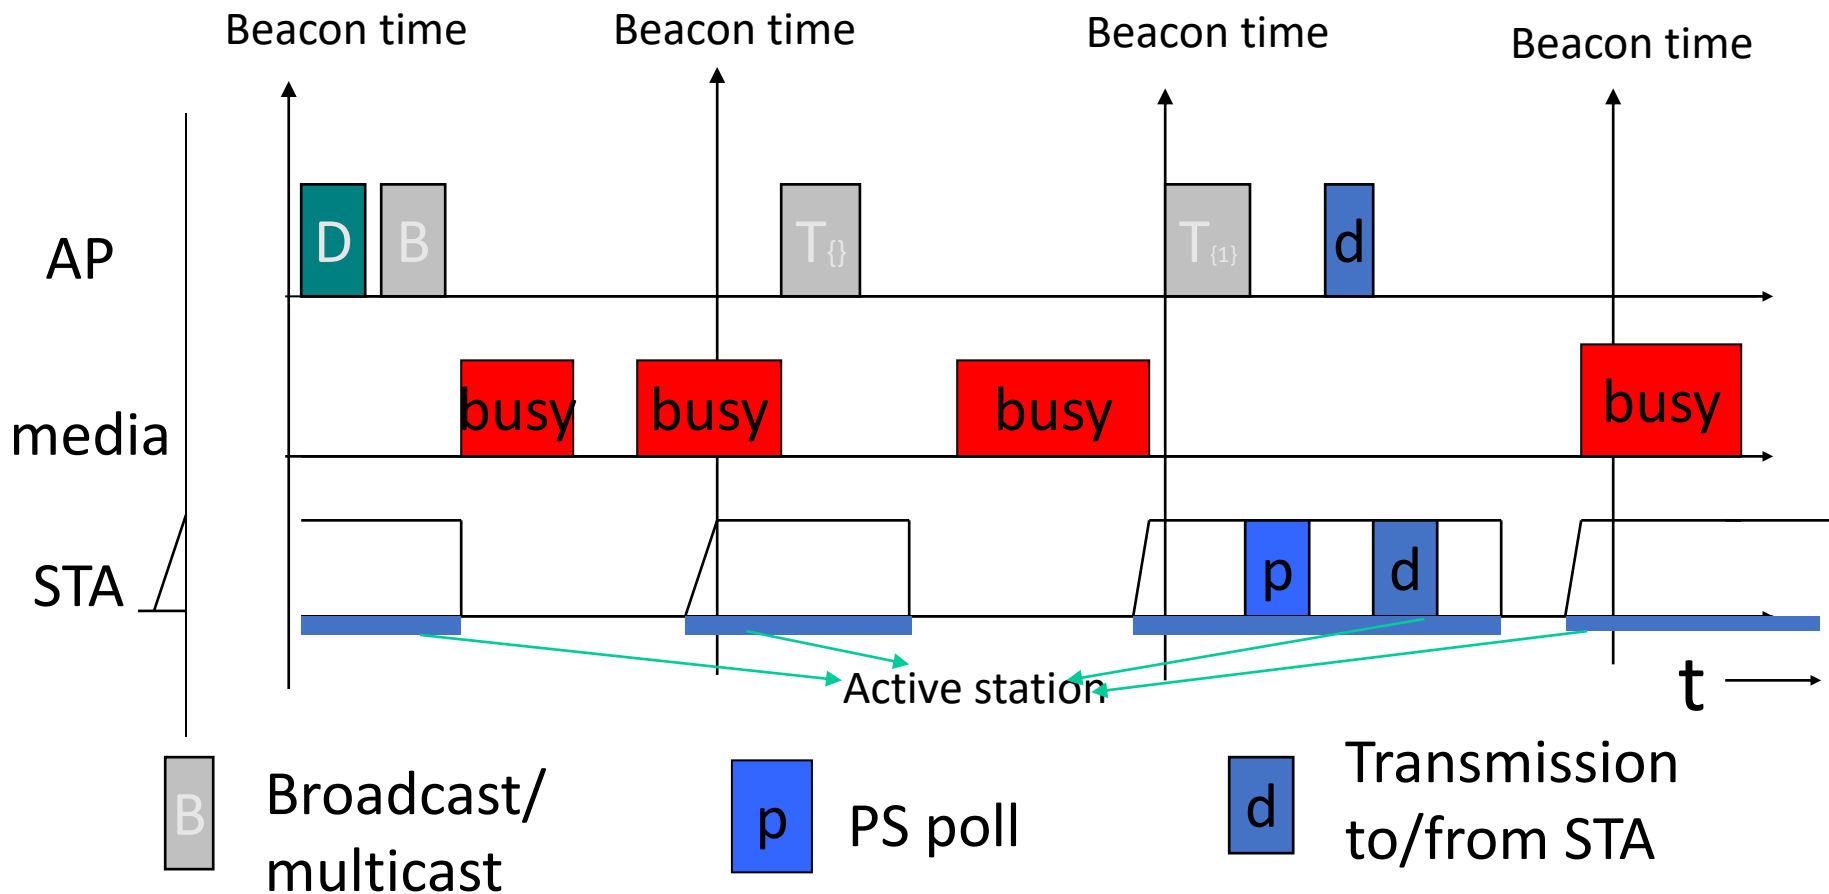 Beacon time
Beacon time
Beacon time
Beacon time
AP
D
B
T{}
T{1}
d
media
busy
busy
busy
busy
STA
p
d
Active station
t
B
Broadcast/
multicast
p
PS poll
d
Transmission
to/from STA